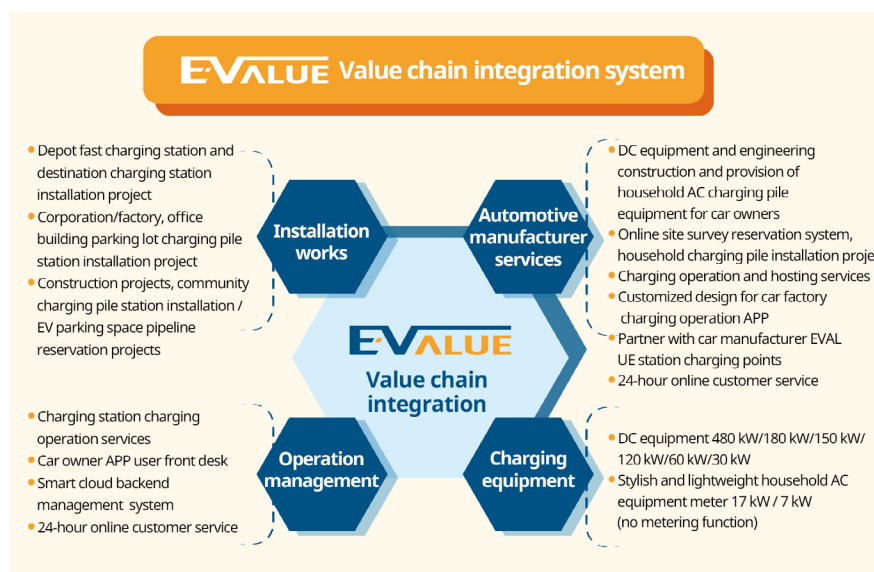 E-VALUE Value chain integration system
Depot fast charging station and
destination charging station
installation project
Corporation/factory, office
building parking lot charging pile
station installation project
Construction projects, community
charging pile station installation /
EV parking space pipeline
reservation projects
Installation
works
Automotive
manufacturer
services
DC equipment and engineering
construction and provision of
household AC charging pile
equipment for car owners
Online site survey reservation system,
household charging pile installation proje
Charging operation and hosting services
Customized design for car factory
charging operation APP
Partner with car manufacturer EVAL
UE station charging points
24-hour online customer service
E-VALUE
Value chain
integration
Charging station charging
operation services
Car owner APP user front desk
Smart cloud backend
management system
24-hour online customer service
Operation
management
Charging
equipment
DC equipment 480 kW/180 kW/150 kW/
120 kW/60 kW/30 kW
Stylish and lightweight household AC
equipment meter 17 kW / 7 kW
(no metering function)